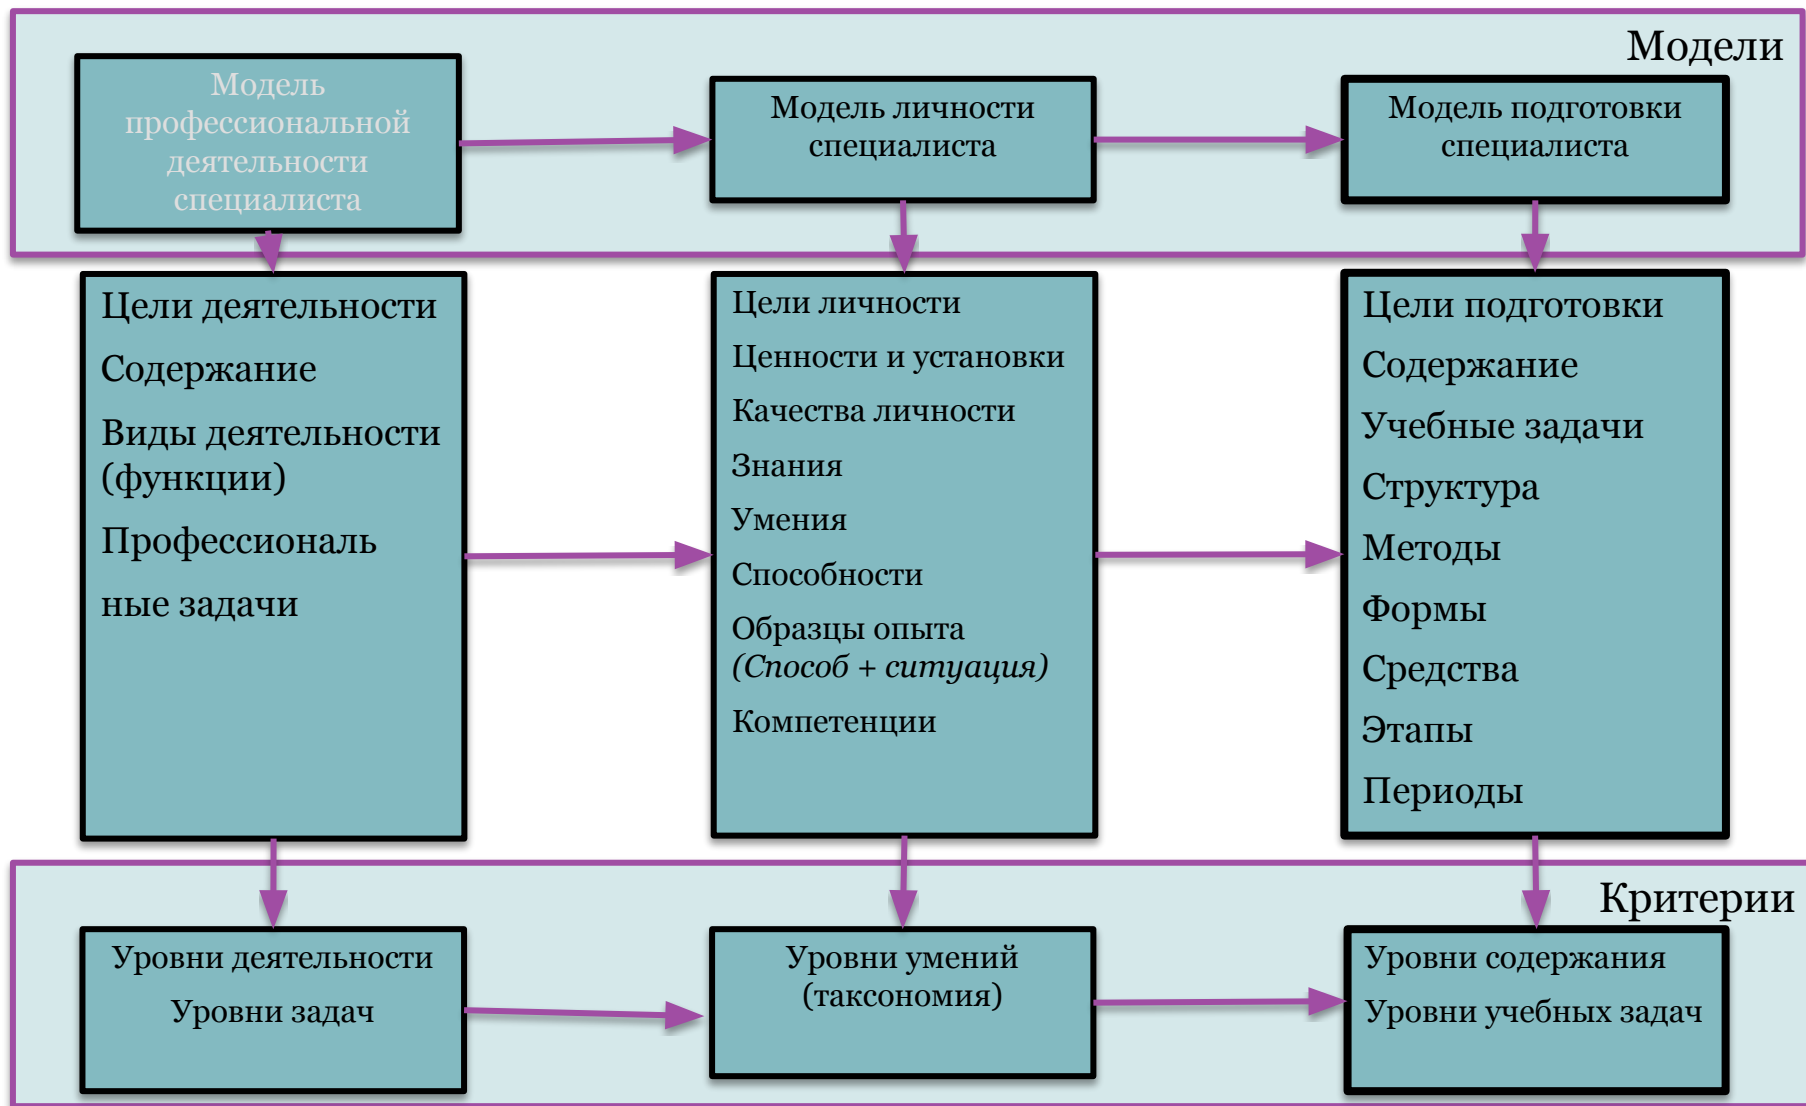 Модели
Модель
профессиональной
деятельности
специалиста
Модель личности
специалиста
Модель подготовки
специалиста
Цели деятельности
Содержание
Виды деятельности
(функции)
Профессиональ
ные задачи
Цели личности
Ценности и установки
Качества личности
Знания
Умения
Способности
Образцы опыта
(Способ + ситуация)
Компетенции
Цели подготовки
Содержание
Учебные задачи
Структура
Методы
Формы
Средства
Этапы
Периоды
Критерии
Уровни деятельности
Уровни задач
Уровни умений
(таксономия)
Уровни содержания
Уровни учебных задач